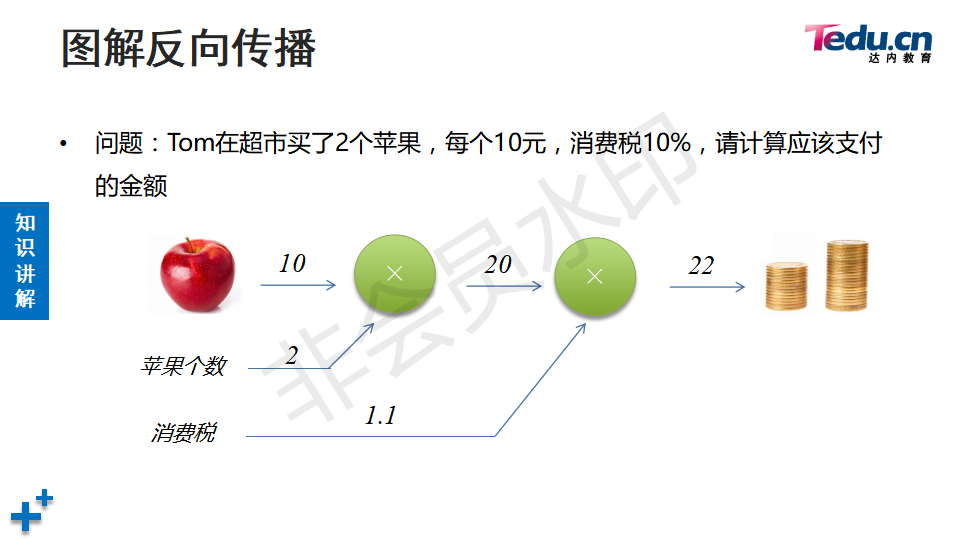 图解反向传播
Tedu.cn
达内教育
• 问题：Tom在超市买了2个苹果，每个10元，消费税10%，请计算应该支付
的金额
知
识
讲
解
10
×
20
×
22
苹果个数
2
消费税
1.1
非会员水印